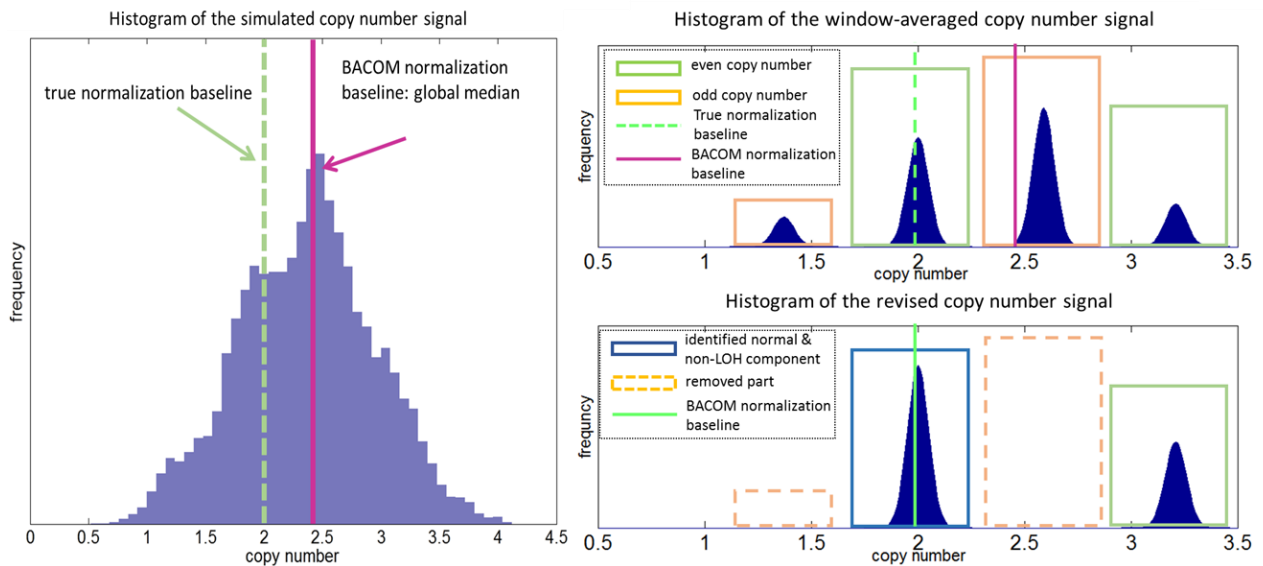 Histogram of the simulated copy number signal
0 0.5 1 1.5 2 2.5 3 3.5 4 4.5
true normalization baseline
BACOM normalization
baseline: global median
frequency
copy number
Histogram of the window-averaged copy number signal
even copy number
odd copy number
True normalization
baseline
BACOM normalization
baseline
frequency
0.5 1 1.5 2 2.5 3 3.5
copy number
Histogram of the revised copy number signal
identified normal &
non-LOH component
removed part
BACOM normalization
baseline
frequncy
0.5 1 1.5 2 2.5 3 3.5
copy number